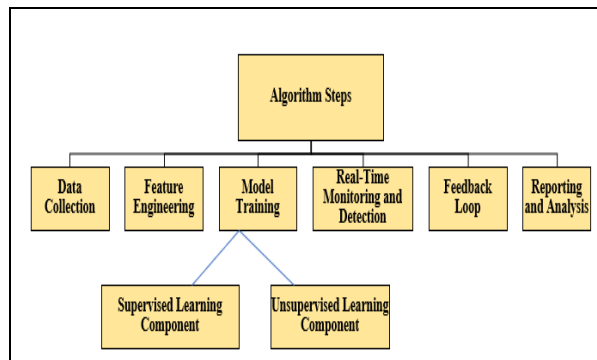 Algorithm Steps
Data
Collection
Feature
Engineering
Model
Training
Real-Time
Monitoring and
Detection
Feedback
Loop
Reporting
and Analysis
Supervised Learning
Component
Unsupervised Learning
Component